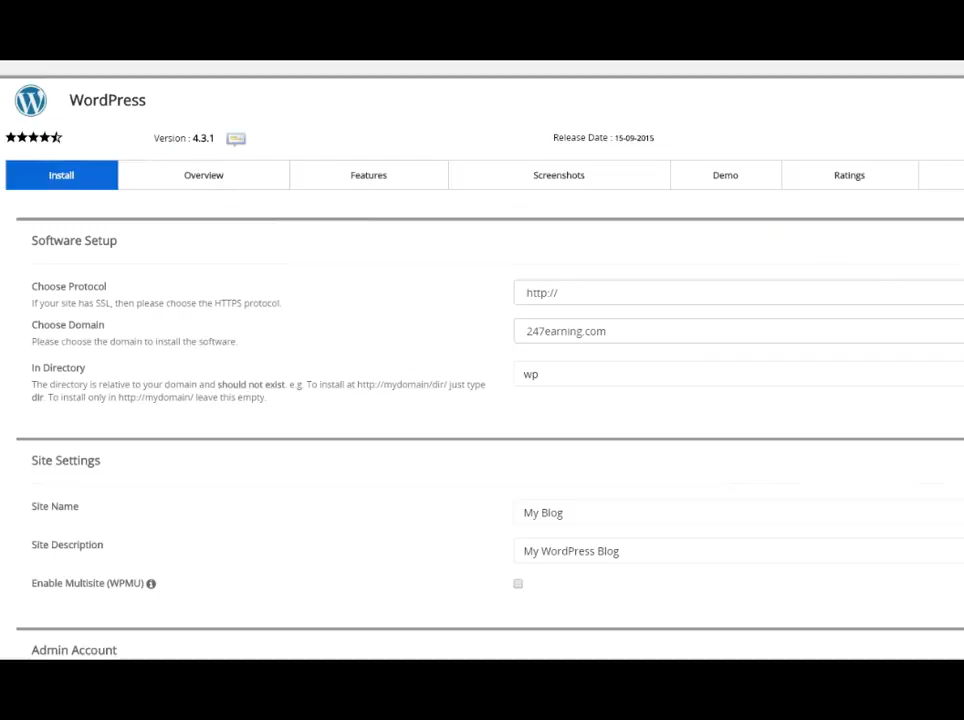 WordPress
Version : 4.3.1
Release Date : 15-09-2015
Install Overview Features Screenshots Demo Ratings
Software Setup
Choose Protocol
If your site has SSL, then please choose the HTTPS protocol.
http://
Choose Domain
Please choose the domain to install the software.
247earning.com
In Directory
The directory is relative to your domain and should not exist. e.g. To install at http://mydomain/dir/ just type
dir. To install only in http://mydomain/ leave this empty.
wp
Site Settings
Site Name
My Blog
Site Description
My WordPress Blog
Enable Multisite (WPMU)
Admin Account